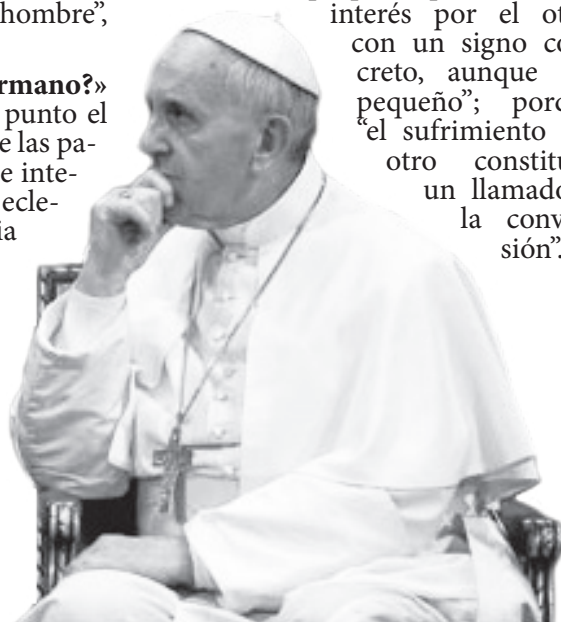 hombre”,
rmano?»
punto el
e las pa-
e inte-
ecle-
ia
interés por el ot
con un signo co
creto, aunque
pequeño”; porq
“el sufrimiento
otro constitu
un llamado
la conv
sión”.